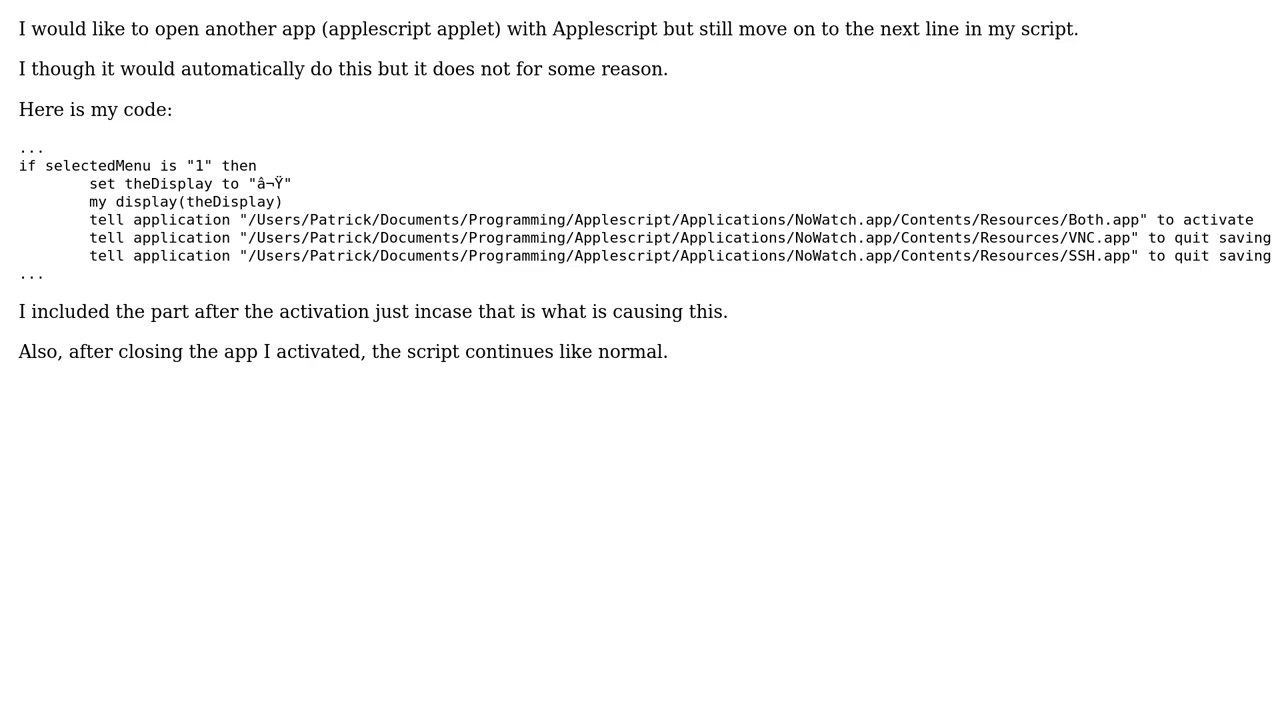 I would like to open another app (applescript applet) with Applescript but still move on to the next line in my script.
I though it would automatically do this but it does not for some reason.
Here is my code:
...
if selectedMenu is "1" then
        set theDisplay to "â¬Ÿ"
        my display(theDisplay)
        tell application "/Users/Patrick/Documents/Programming/Applescript/Applications/NoWatch.app/Contents/Resources/Both.app" to activate
        tell application "/Users/Patrick/Documents/Programming/Applescript/Applications/NoWatch.app/Contents/Resources/VNC.app" to quit saving
        tell application "/Users/Patrick/Documents/Programming/Applescript/Applications/NoWatch.app/Contents/Resources/SSH.app" to quit saving
...
I included the part after the activation just incase that is what is causing this.
Also, after closing the app I activated, the script continues like normal.